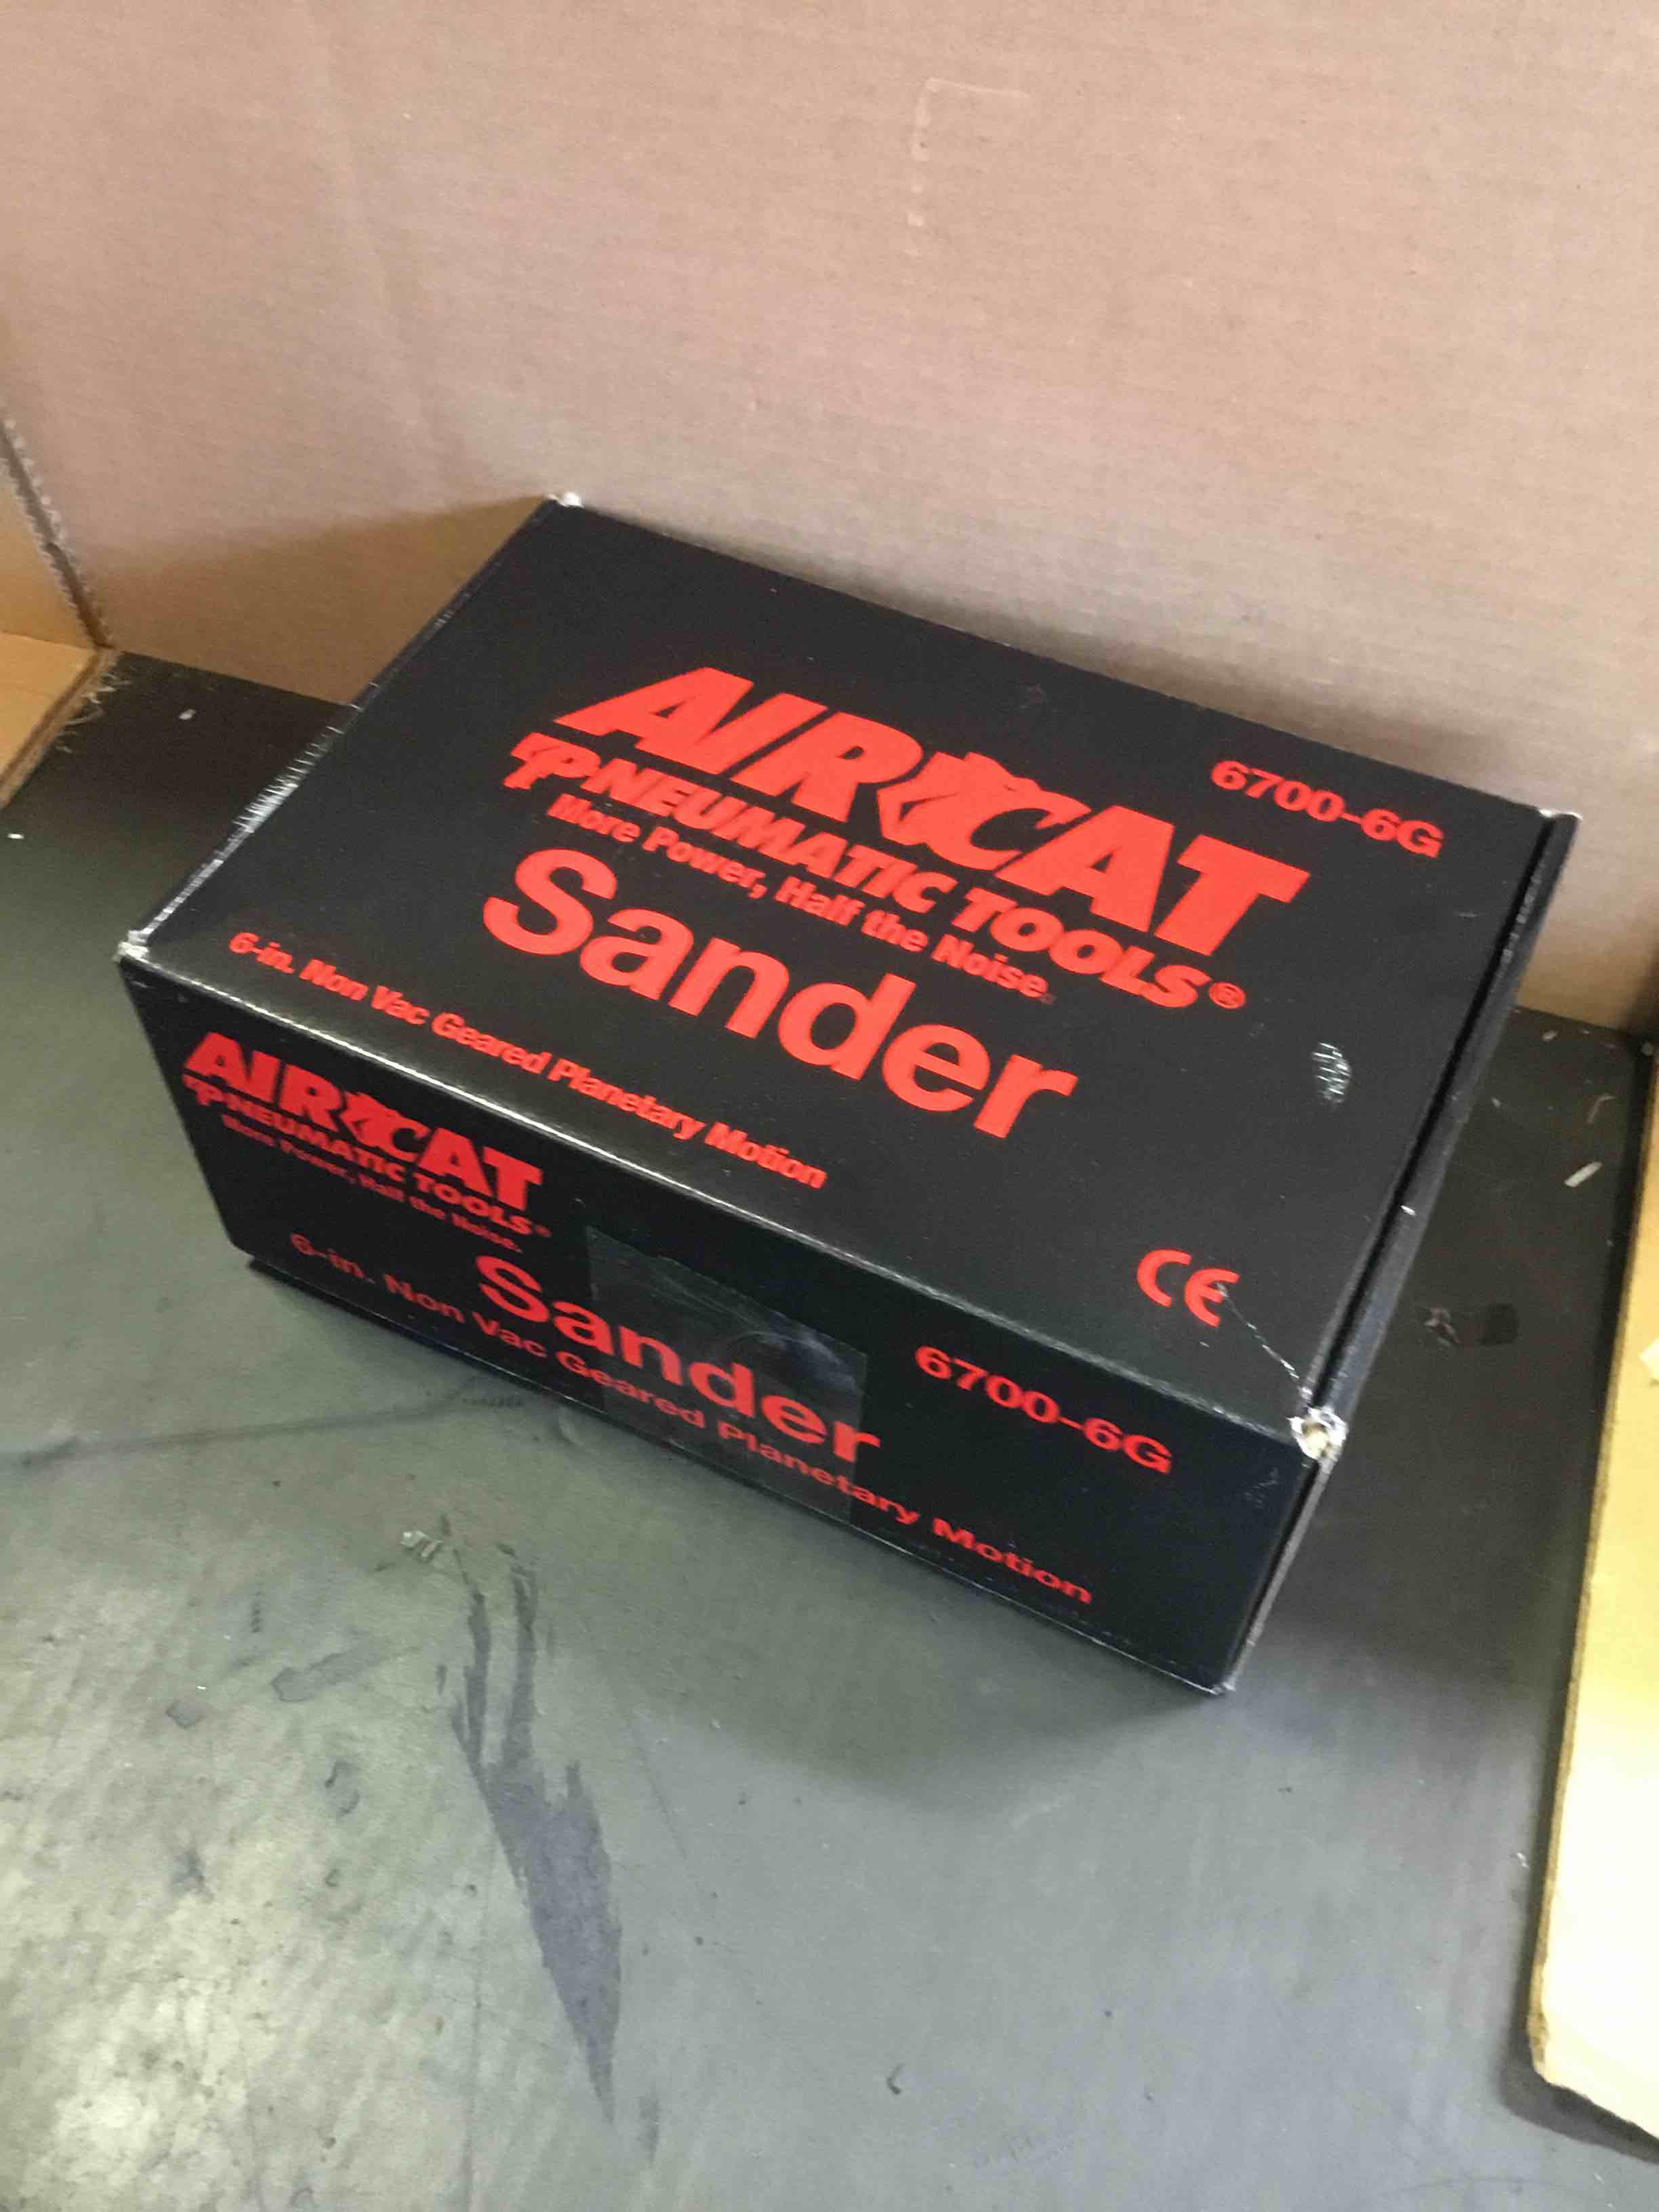 6700-6G
AIRCAT
PNEUMATIC TOOLS®
More Power, Half the Noise.
Sander
6-in. Non Vac Geared Planetary Motion
CE
AIRCAT
PNEUMATIC TOOLS®
More Power, Half the Noise.
6700-6G
Sander
6-in. Non Vac Geared Planetary Motion